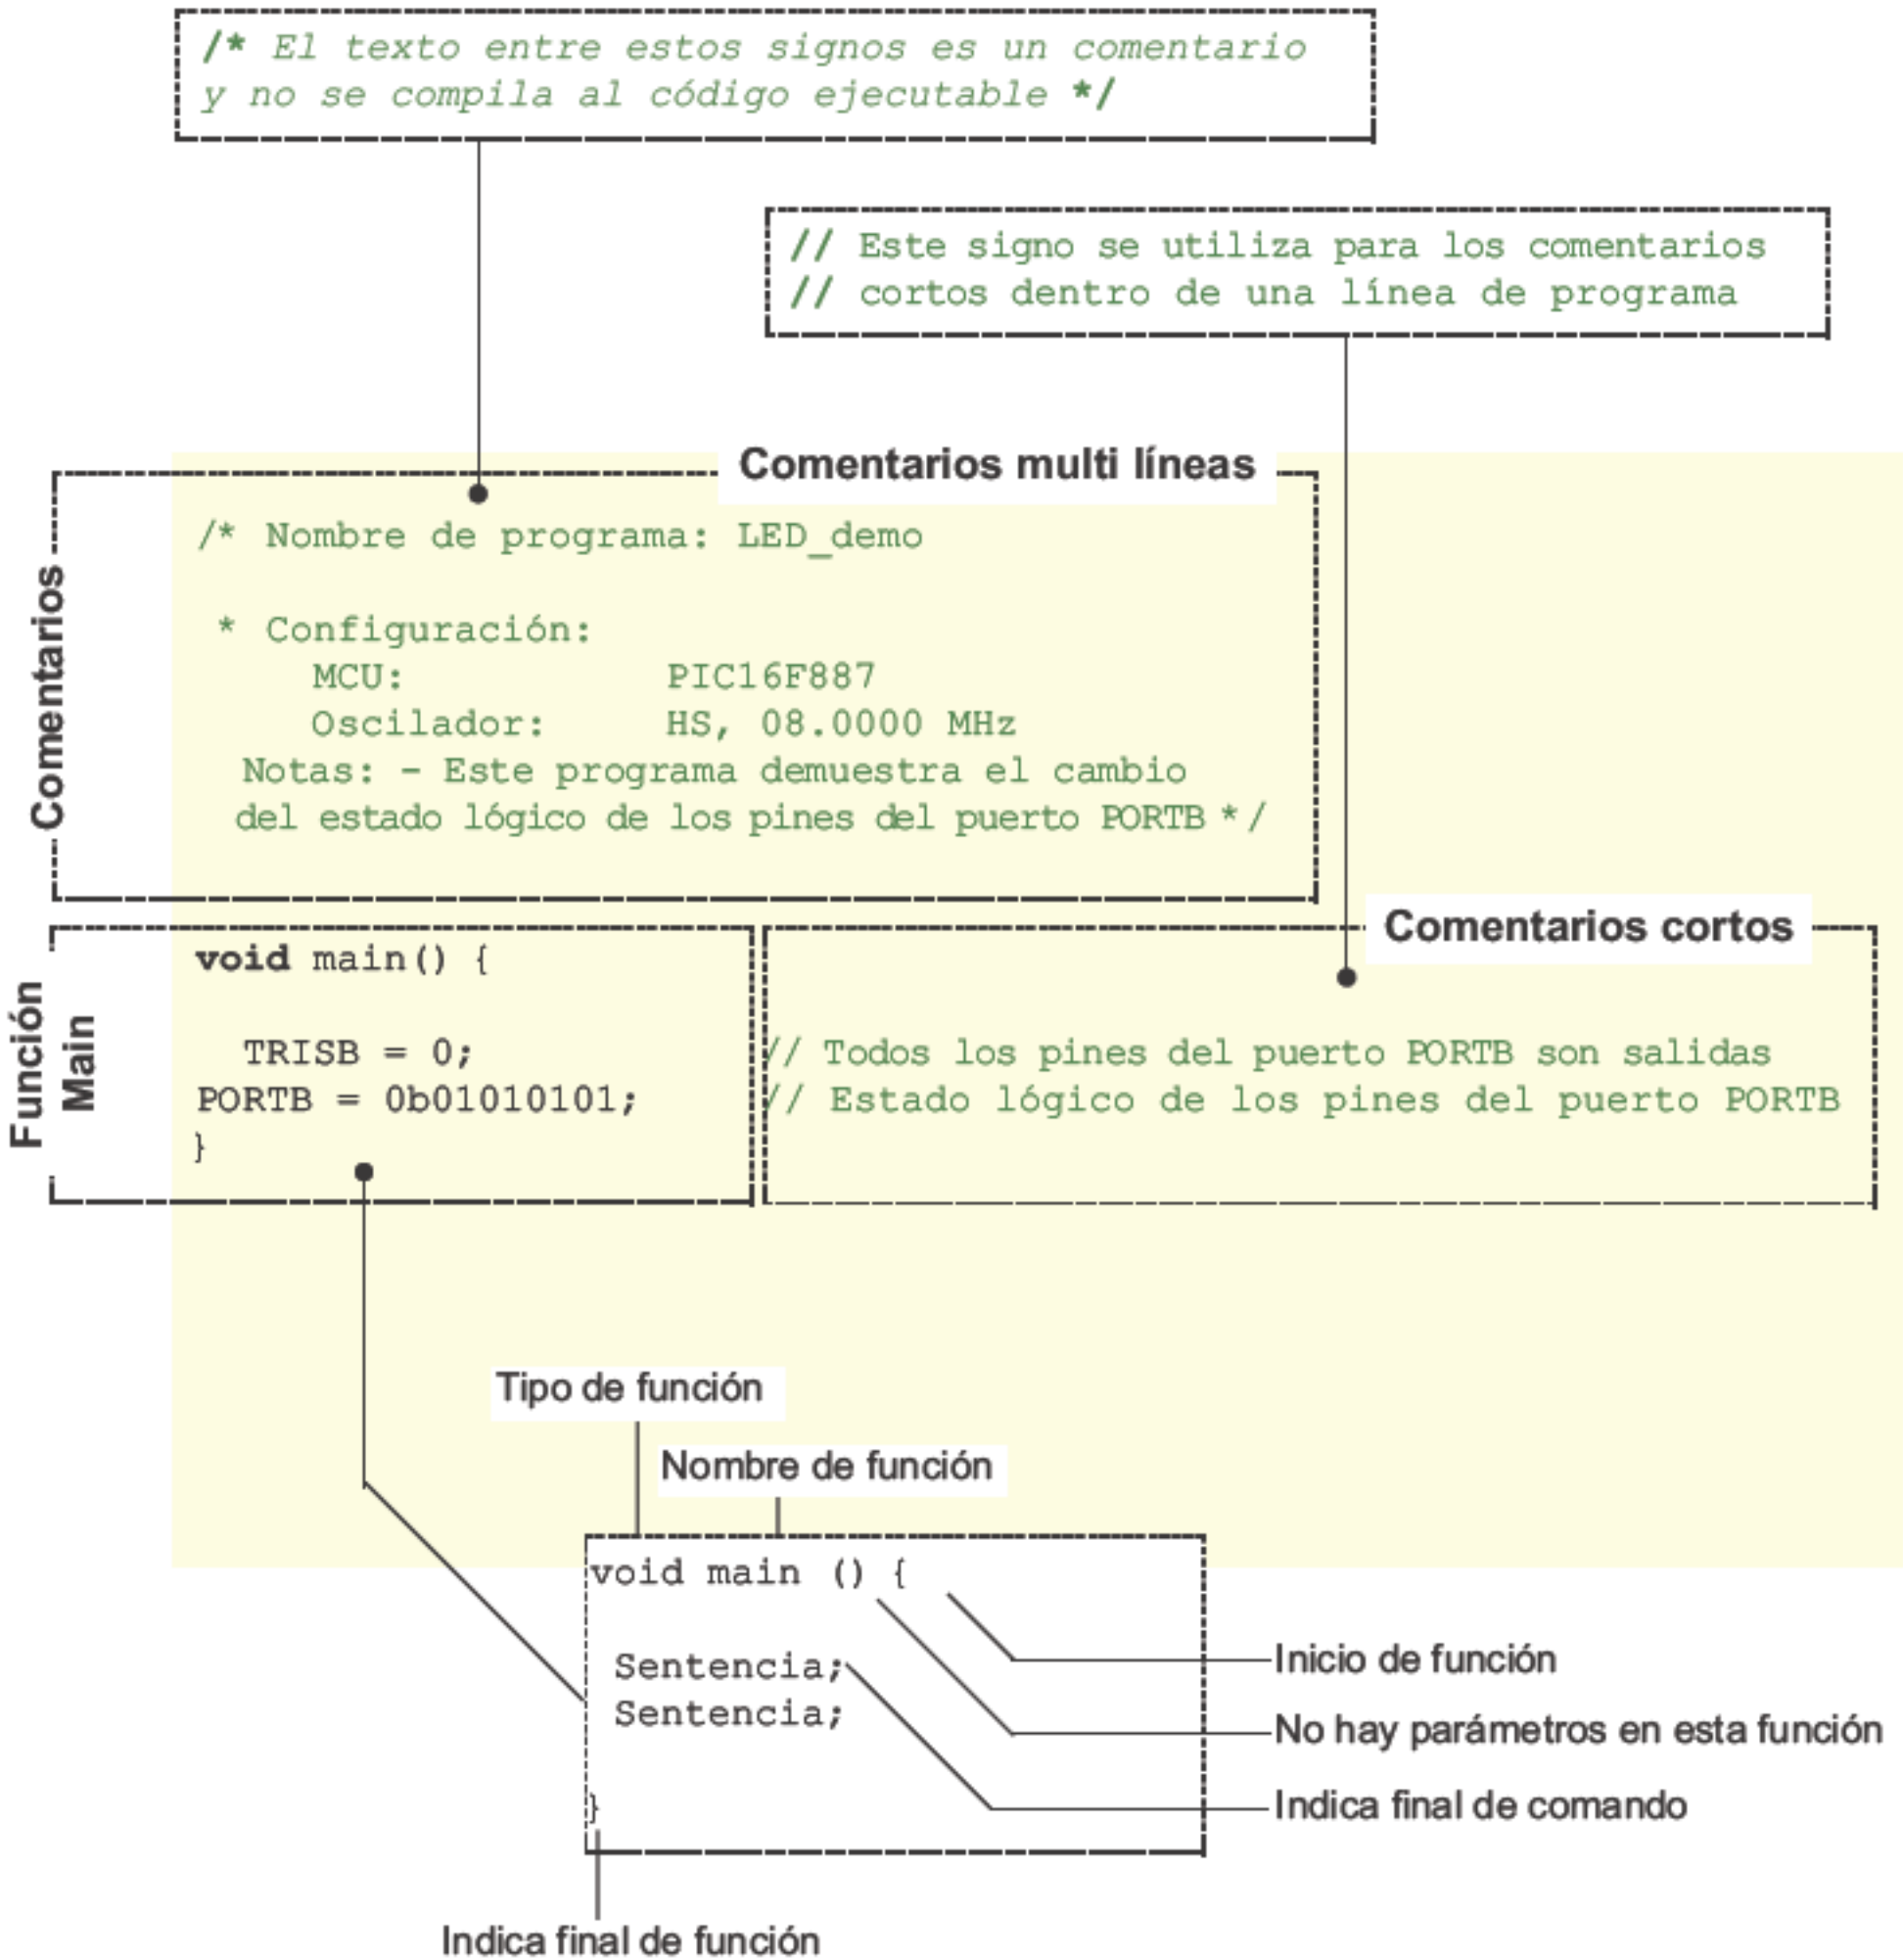 /* El texto entre estos signos es un comentario
y no se compila al código ejecutable */
// Este signo se utiliza para los comentarios
// cortos dentro de una línea de programa
Comentarios multi líneas
Comentarios
/* Nombre de programa: LED_demo
* Configuración:
MCU: PIC16F887
Oscilador: HS, 08.0000 MHz
Notas: - Este programa demuestra el cambio
del estado lógico de los pines del puerto PORTB */
Comentarios cortos
Función
Main
void main() {
TRISB = 0; // Todos los pines del puerto PORTB son salidas
PORTB = 0b01010101; // Estado lógico de los pines del puerto PORTB
}
Tipo de función
Nombre de función
void main () {
Sentencia;
Inicio de función
Sentencia;
No hay parámetros en esta función
}
Indica final de comando
Indica final de función